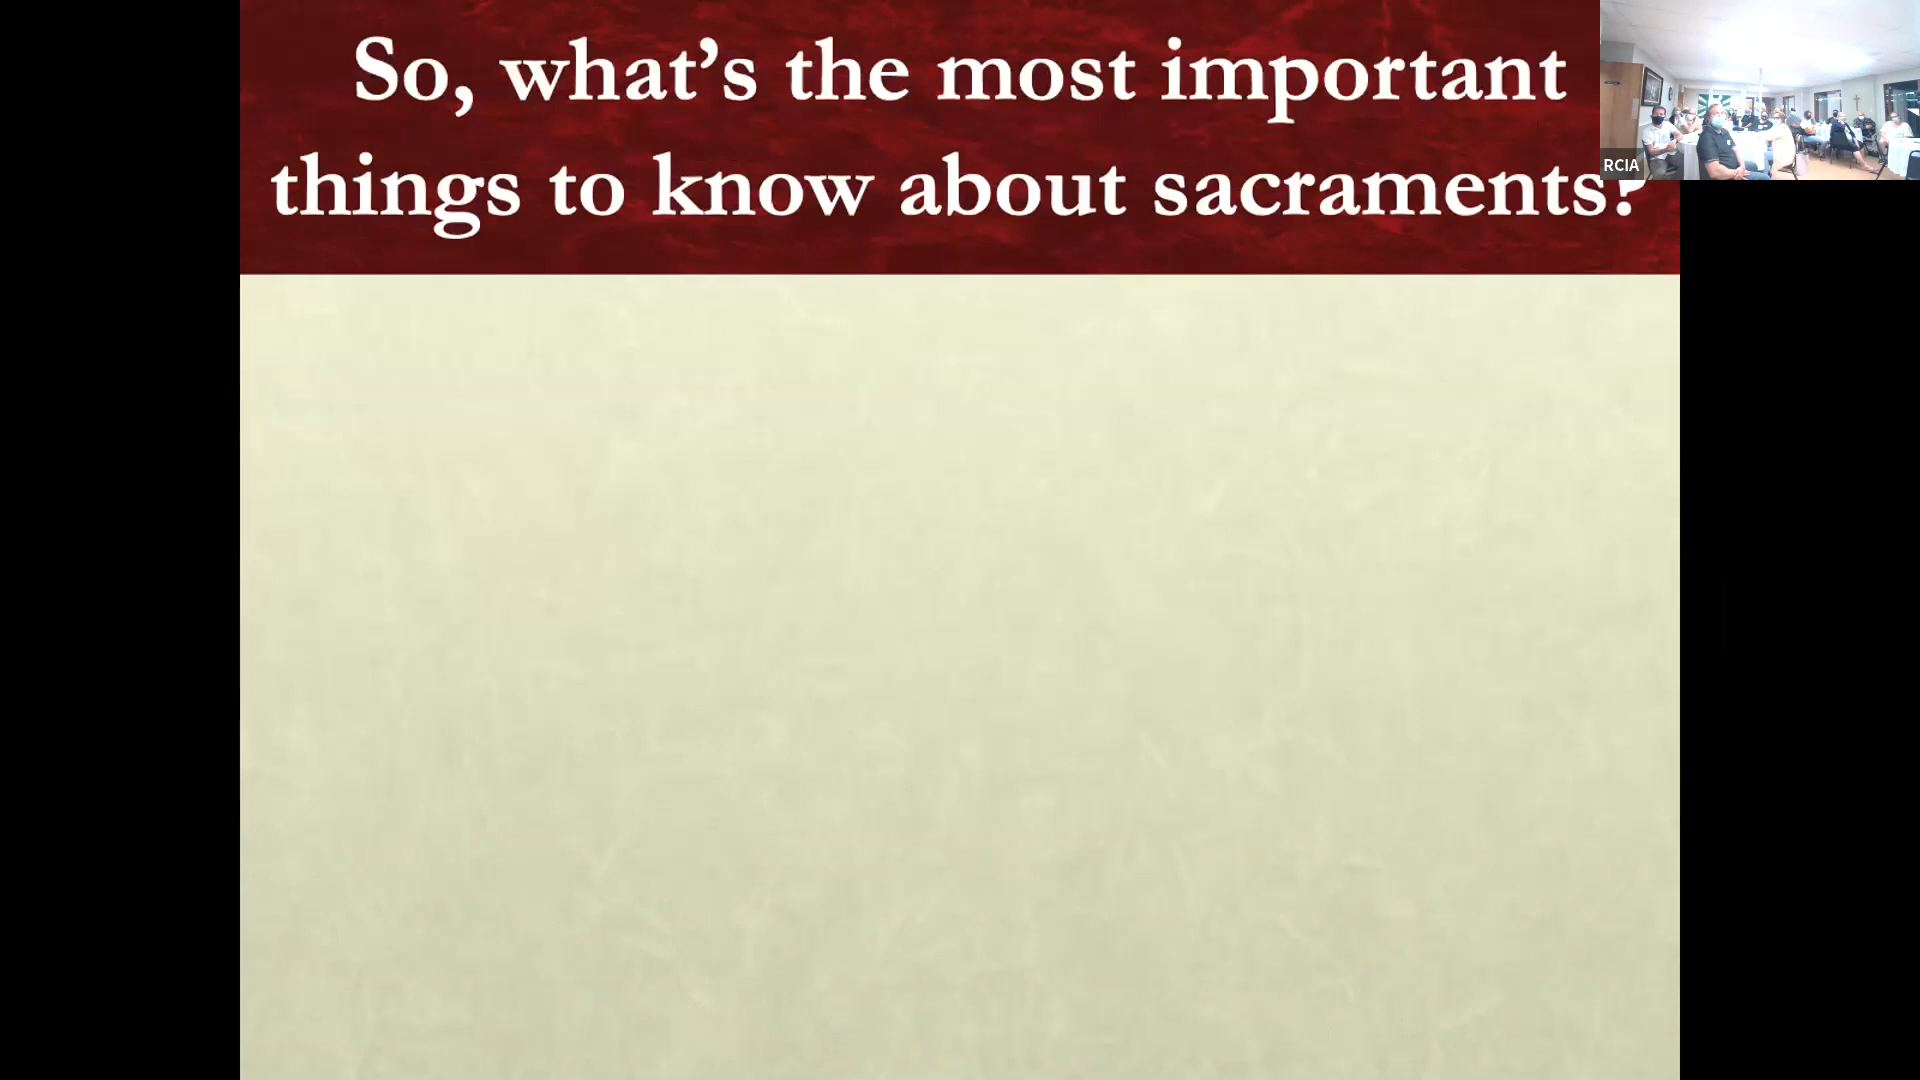 So, what’s the most important
things to know about sacraments?
RCIA